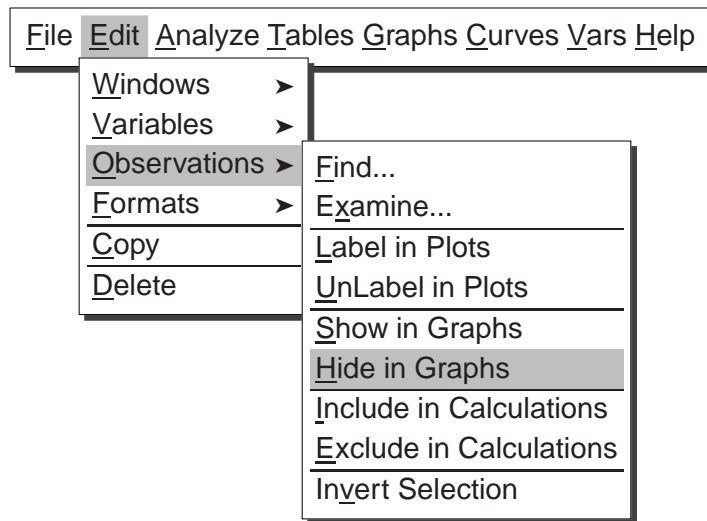 File Edit Analyze Tables Graphs Curves Vars Help
Windows ➤
Variables ➤
Observations ➤
Formats ➤
Copy
Delete
Find...
Examine...
Label in Plots
UnLabel in Plots
Show in Graphs
Hide in Graphs
Include in Calculations
Exclude in Calculations
Invert Selection